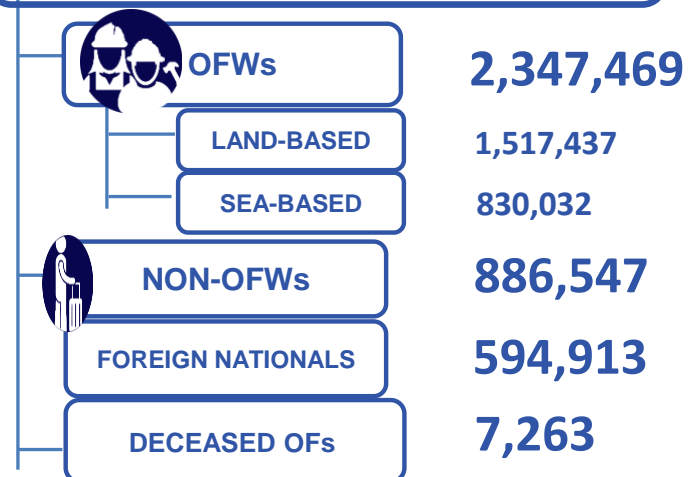 OFWs 2,347,469
LAND-BASED 1,517,437
SEA-BASED 830,032
NON-OFWs 886,547
FOREIGN NATIONALS 594,913
DECEASED OFs 7,263